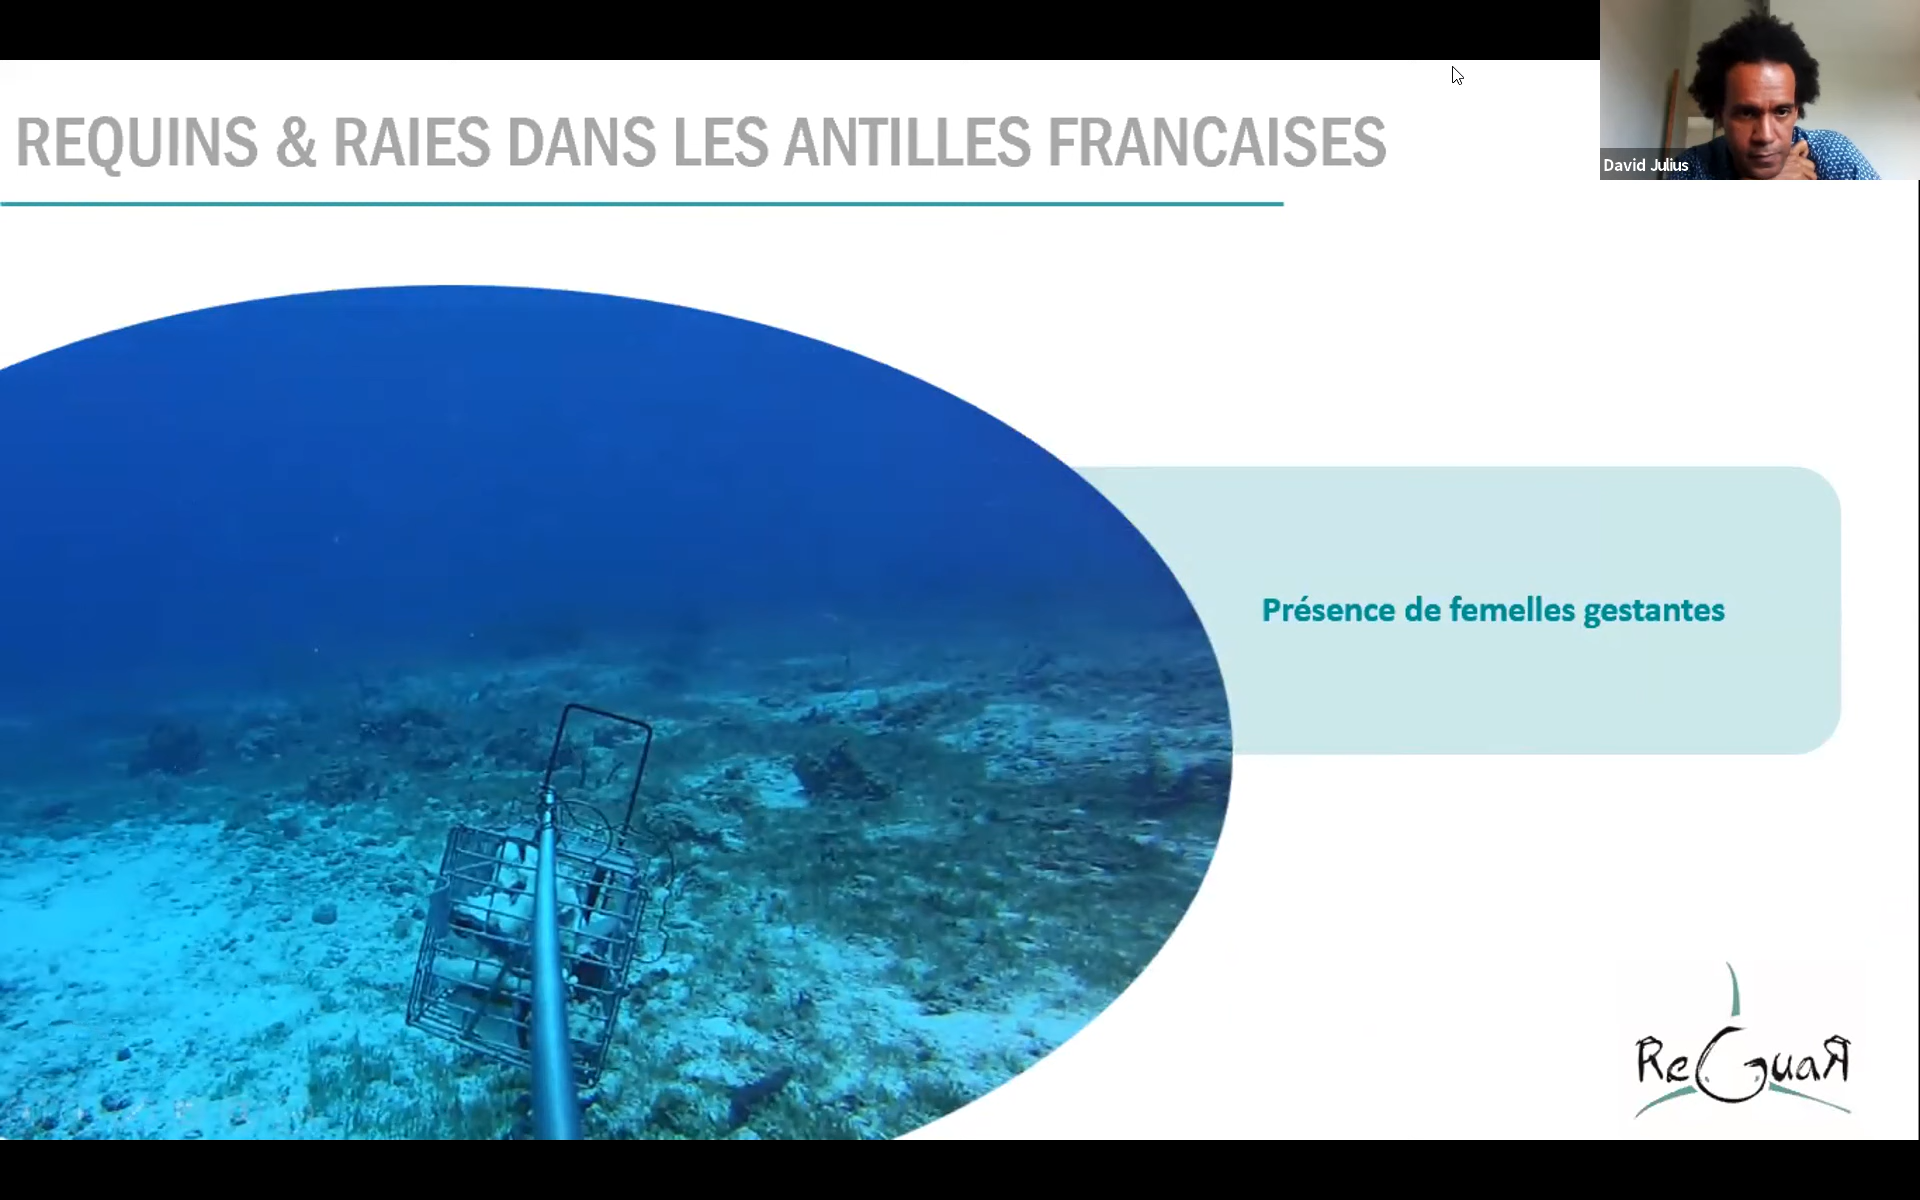 REQUINS & RAIES DANS LES ANTILLES FRANCAISES
David Julius
Présence de femelles gestantes
ReGuaR